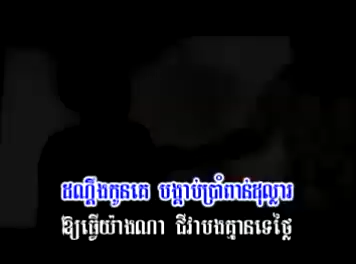 ដណ្ដឹងកូនគេ បង្គាប់ប្រាំពាន់ដុល្លារ
ឱ្យធ្វើយ៉ាងណា ជីវាបងគ្មានទេថ្លៃ